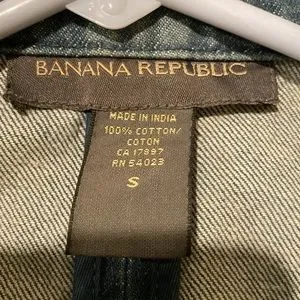 BANANA REPUBLIC
MADE IN INDIA
100% COTTON/
COTON
CA 17897
RN 54023
S